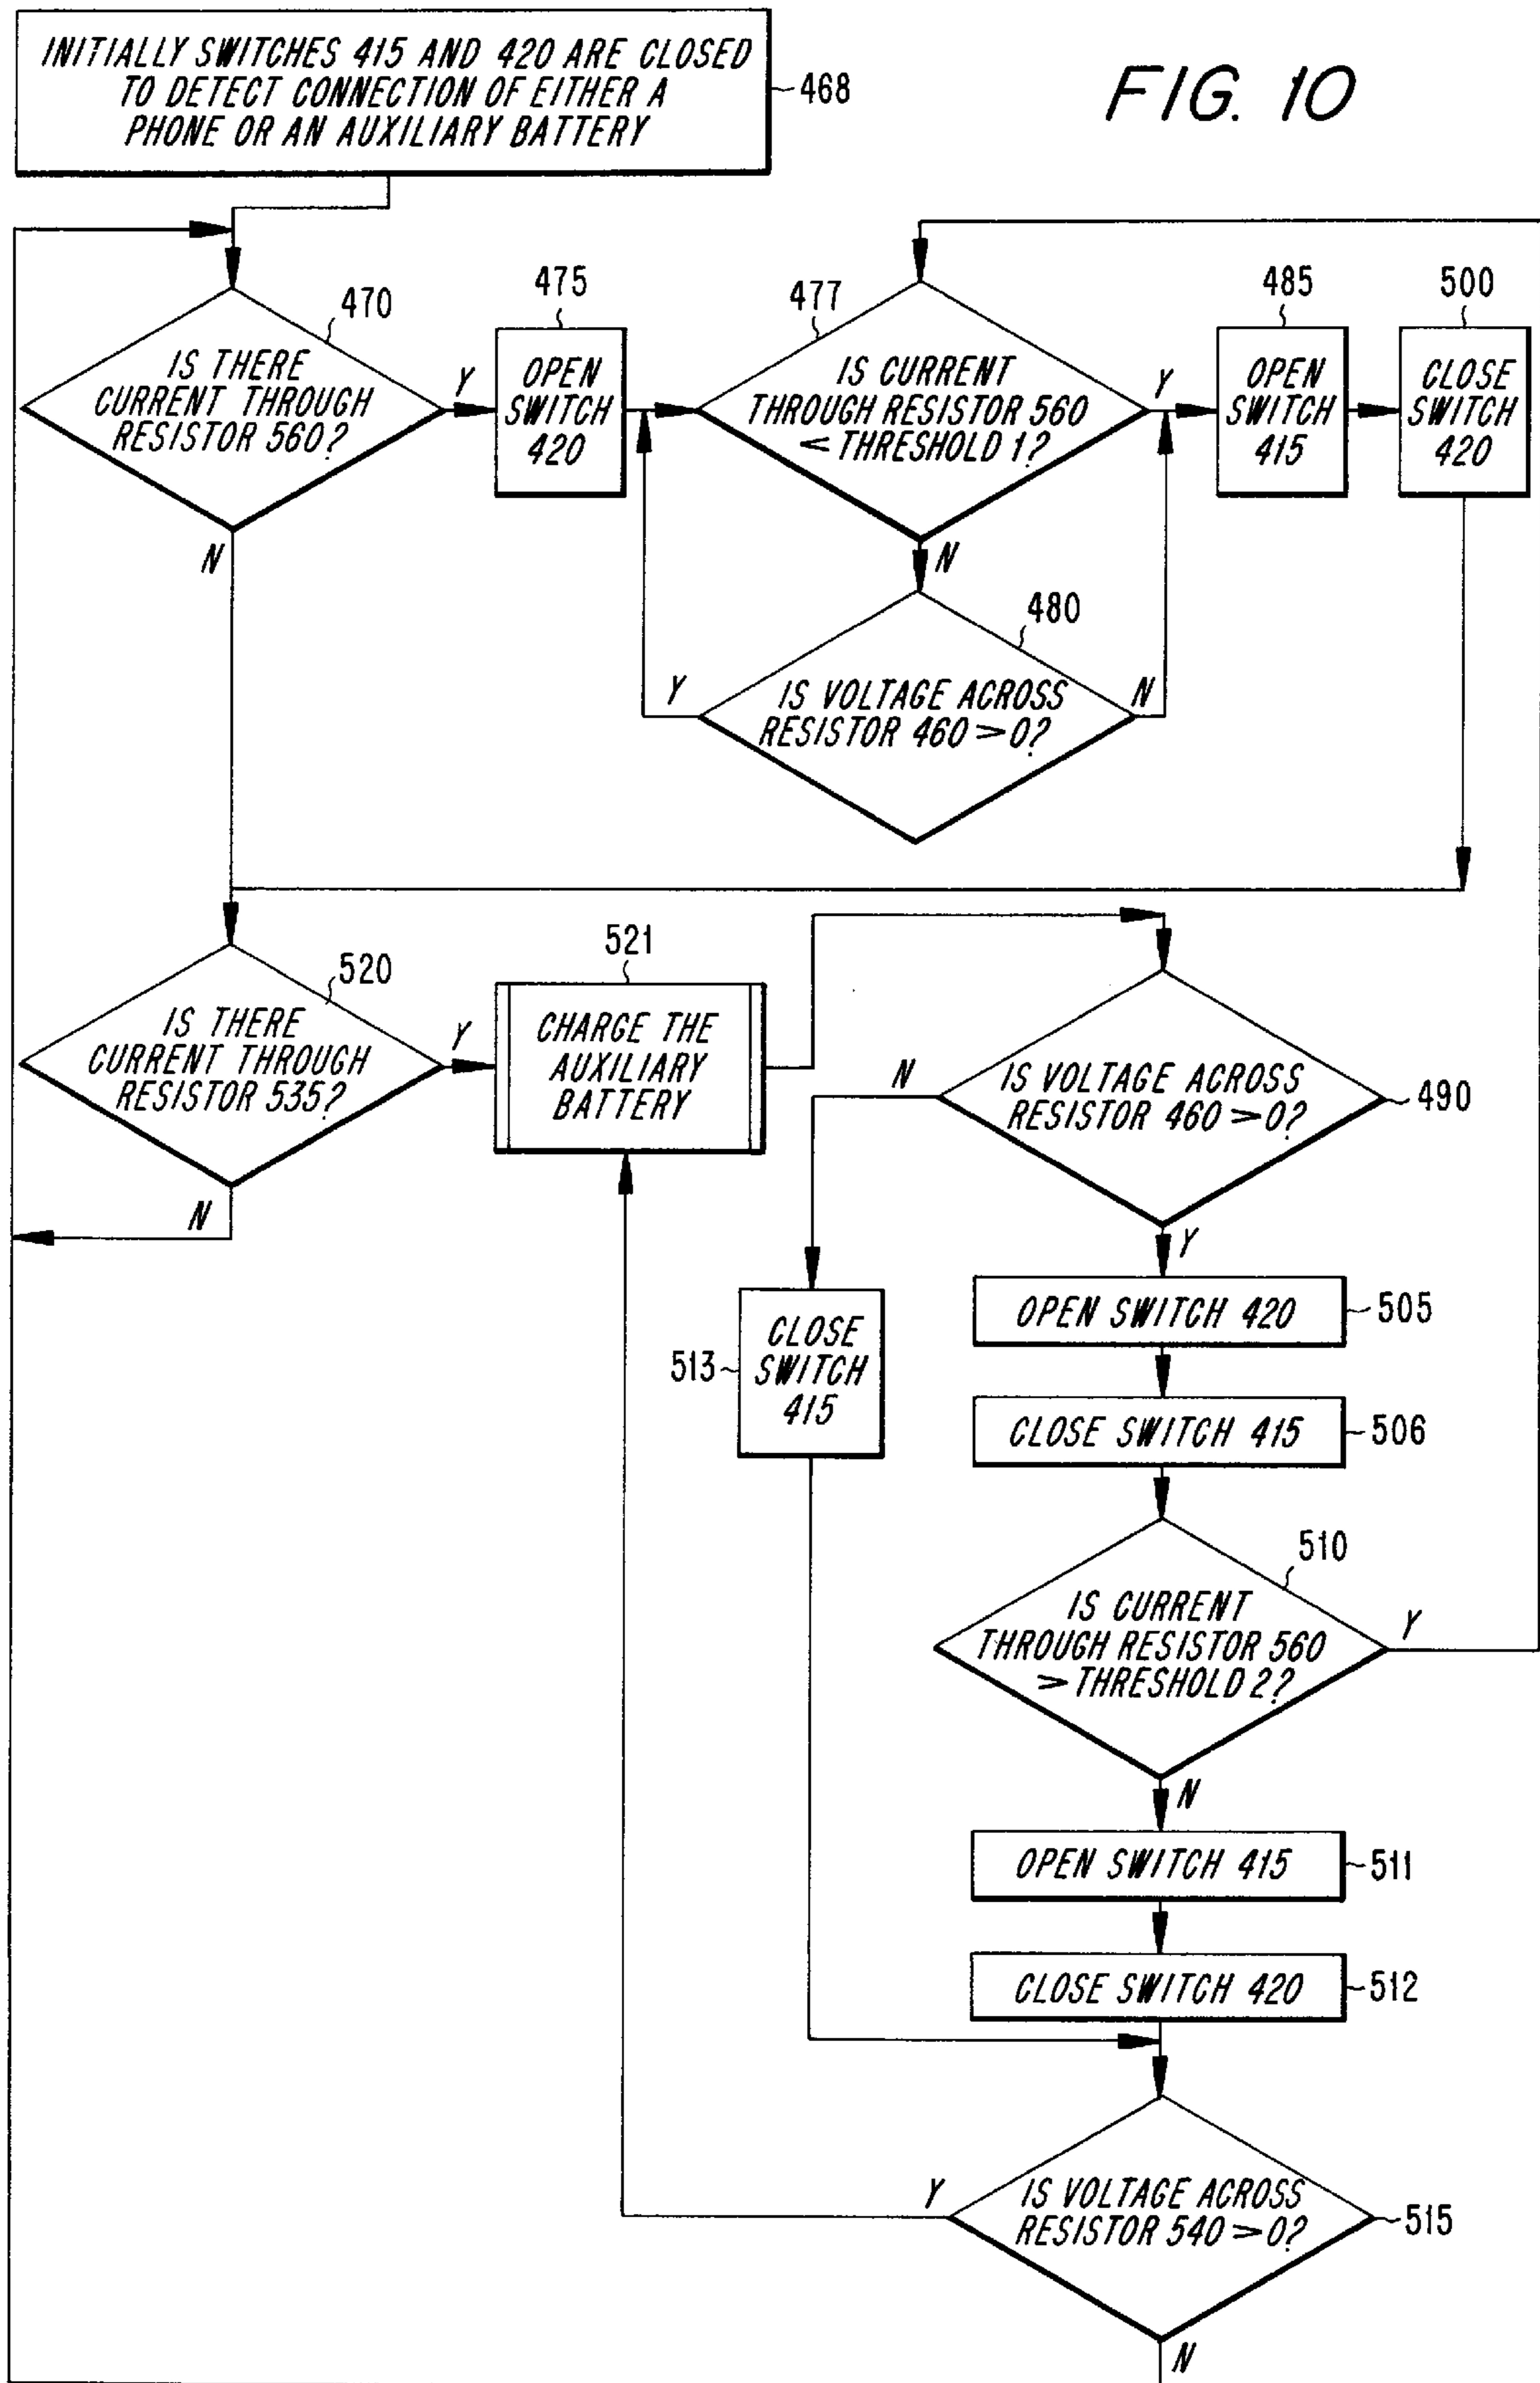 INITIALLY SWITCHES 415 AND 420 ARE CLOSED
TO DETECT CONNECTION OF EITHER A
PHONE OR AN AUXILIARY BATTERY
468
FIG. 10
470
IS THERE
CURRENT THROUGH
RESISTOR 560?
Y
N
475
OPEN
SWITCH
420
477
IS CURRENT
THROUGH RESISTOR 560
< THRESHOLD 1?
Y
N
485
OPEN
SWITCH
415
500
CLOSE
SWITCH
420
480
IS VOLTAGE ACROSS
RESISTOR 460 > 0?
Y
N
520
IS THERE
CURRENT THROUGH
RESISTOR 535?
Y
N
521
CHARGE THE
AUXILIARY
BATTERY
IS VOLTAGE ACROSS
RESISTOR 460 > 0?
490
N
Y
OPEN SWITCH 420
505
513
CLOSE
SWITCH
415
CLOSE SWITCH 415
506
510
IS CURRENT
THROUGH RESISTOR 560
> THRESHOLD 2?
Y
N
OPEN SWITCH 415
511
CLOSE SWITCH 420
512
IS VOLTAGE ACROSS
RESISTOR 540 > 0?
515
Y
N